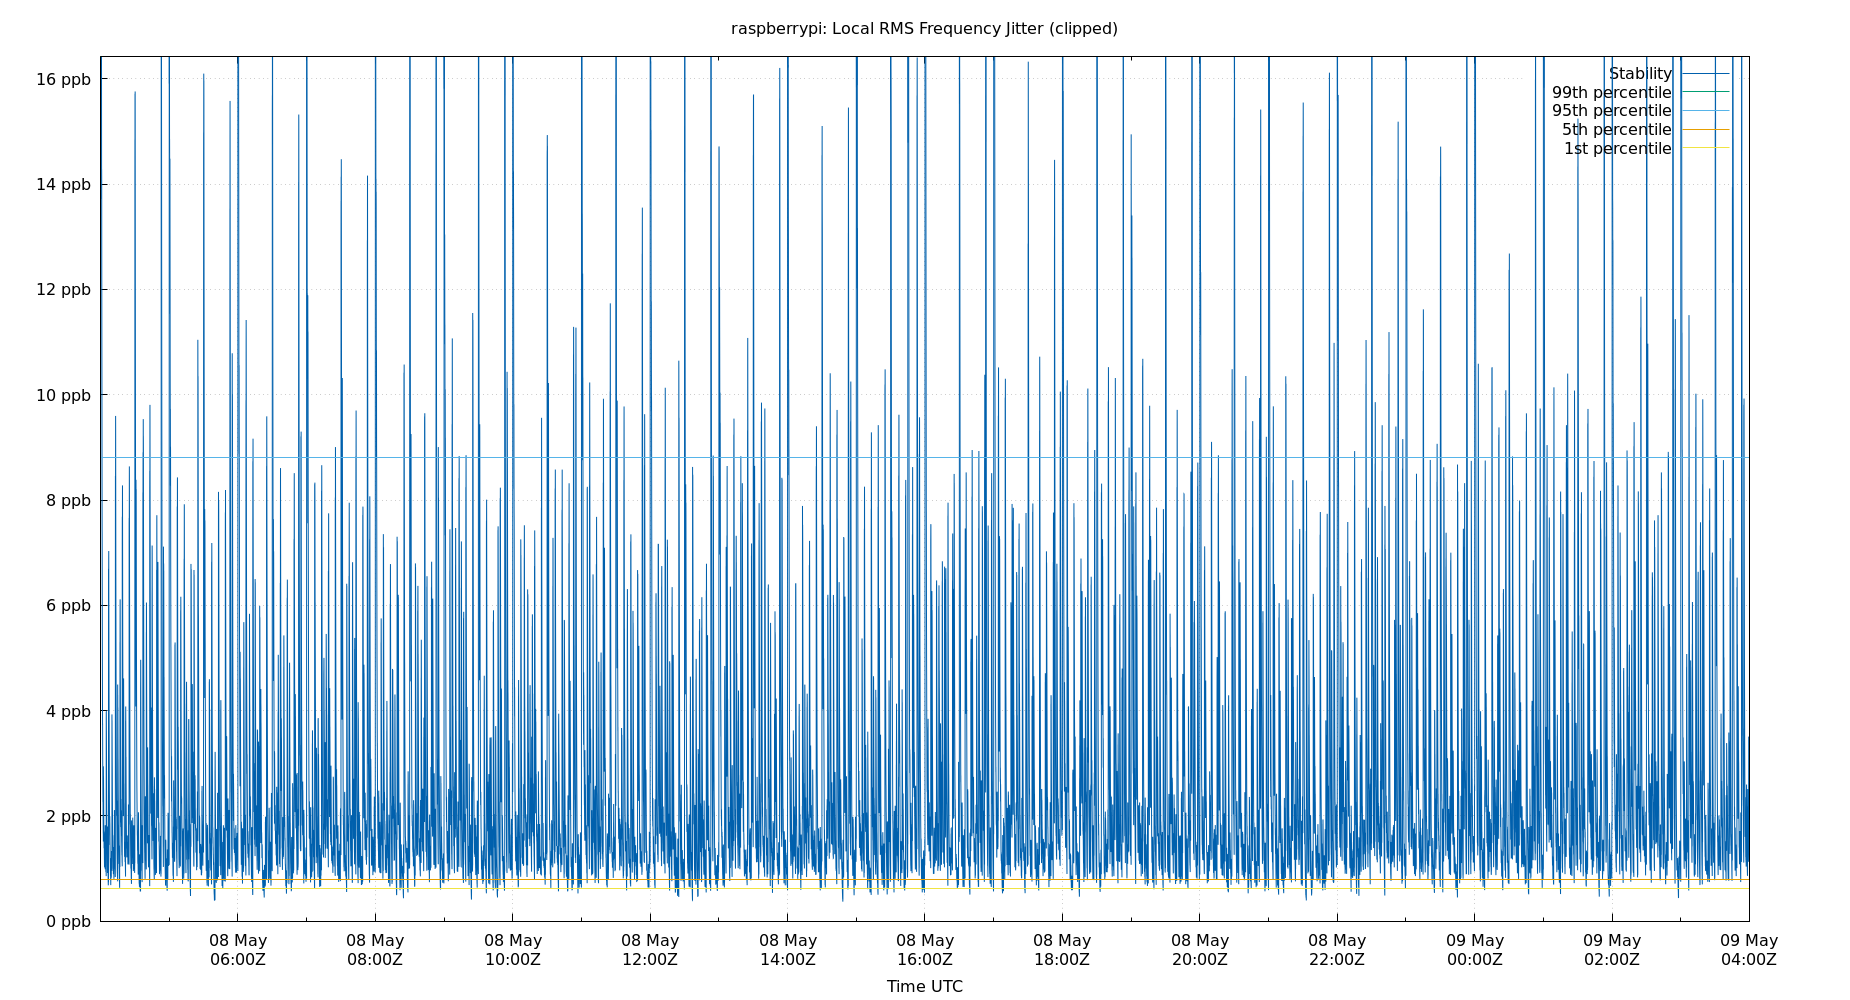 raspberrypi: Local RMS Frequency Jitter (clipped)
16 ppb
14 ppb
12 ppb
10 ppb
8 ppb
6 ppb
4 ppb
2 ppb
0 ppb
Stability
99th percentile
95th percentile
5th percentile
1st percentile
08 May 08 May 08 May 08 May 08 May 08 May 08 May 08 May 08 May 09 May 09 May 09 May
06:00Z 08:00Z 10:00Z 12:00Z 14:00Z 16:00Z 18:00Z 20:00Z 22:00Z 00:00Z 02:00Z 04:00Z
Time UTC